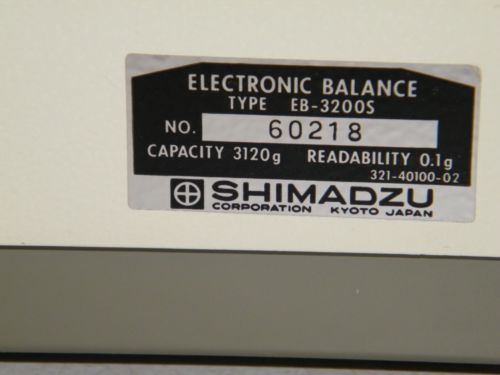 ELECTRONIC BALANCE
TYPE EB-3200S
NO. 60218
CAPACITY 3120g READABILITY 0.1g
321-40100-02
SHIMADZU
CORPORATION KYOTO JAPAN